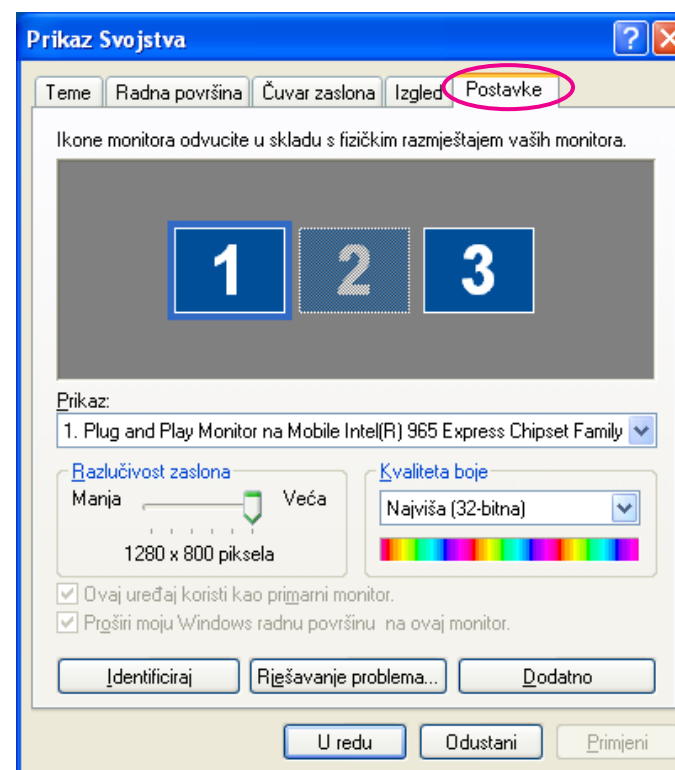 Prikaz Svojstva
Teme Radna površina Čuvar zaslona Izgled Postavke
Ikone monitora odvucite u skladu s fizičkim razmještajem vaših monitora.
1 2 3
Prikaz:
1. Plug and Play Monitor na Mobile Intel(R) 965 Express Chipset Family
Razlučivost zaslona Kvaliteta boje
Manja Veća Najviša (32-bitna)
1280 x 800 piksela
Ovaj uređaj koristi kao primarni monitor.
Proširi moju Windows radnu površinu na ovaj monitor.
Identificiraj Rješavanje problema... Dodatno
U redu Odustani Primjeni